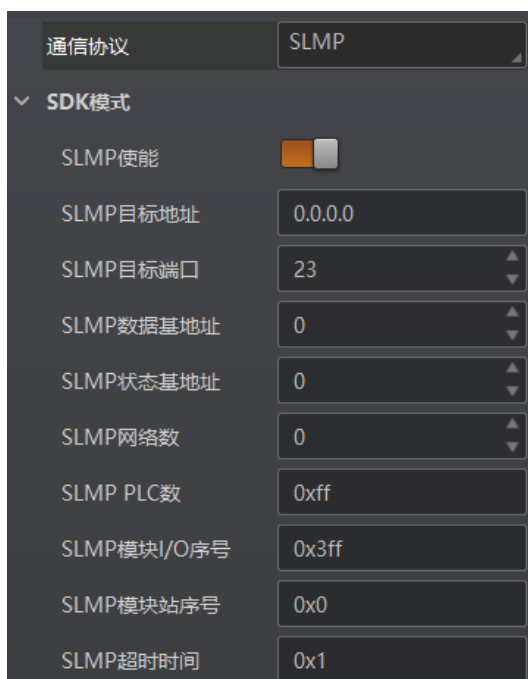 通信协议 SLMP
SDK模式
SLMP使能
SLMP目标地址 0.0.0.0
SLMP目标端口 23
SLMP数据基地址 0
SLMP状态基地址 0
SLMP网络数 0
SLMP PLC数 0xff
SLMP模块I/O序号 0x3ff
SLMP模块站序号 0x0
SLMP超时时间 0x1